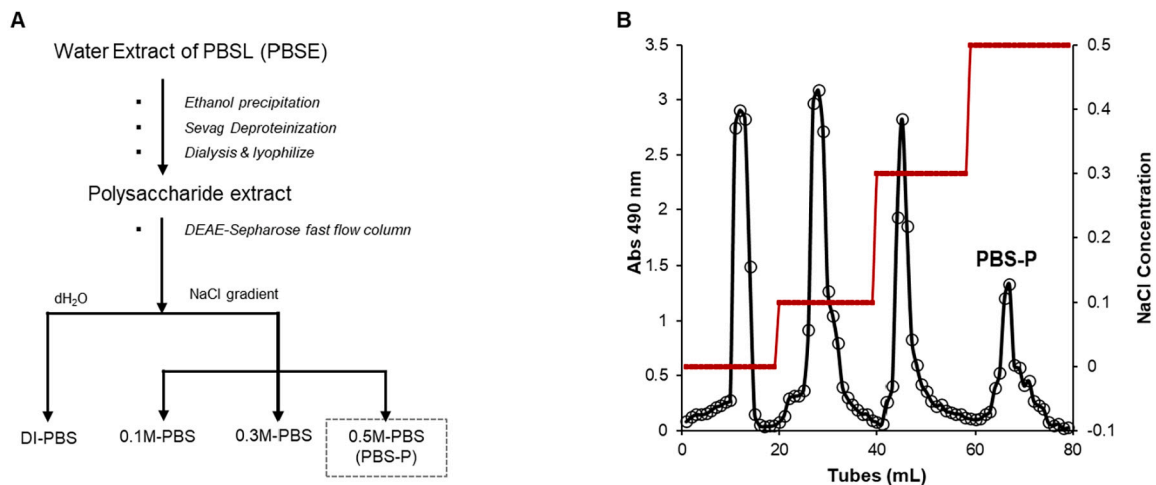 A
Water Extract of PBSL (PBSE)
▪ Ethanol precipitation
▪ Sevag Deproteinization
▪ Dialysis & lyophilize
Polysaccharide extract
▪ DEAE-Sepharose fast flow column
dH₂O
NaCl gradient
DI-PBS
0.1M-PBS
0.3M-PBS
0.5M-PBS
(PBS-P)
B
3.5
3
2.5
2
1.5
1
0.5
0
Abs 490 nm
PBS-P
0.5
0.4
0.3
0.2
0.1
0
-0.1
NaCl Concentration
0
20
40
60
80
Tubes (mL)